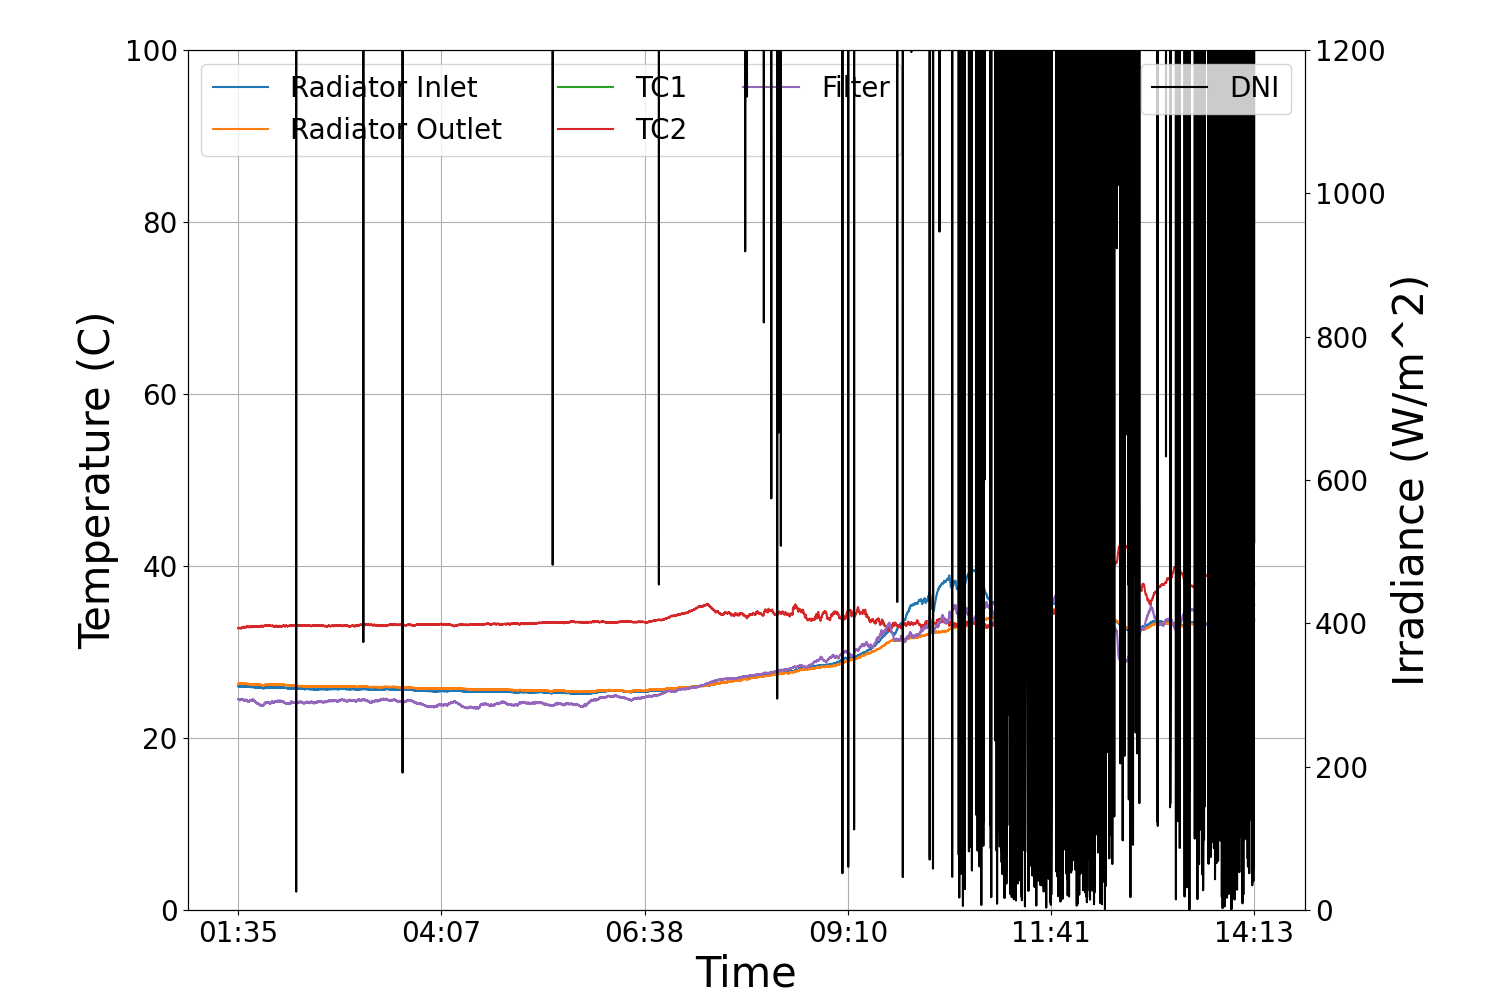 100
80
60
40
20
0
Temperature (C)
Radiator Inlet
Radiator Outlet
TC1
TC2
Filter
DNI
1200
1000
800
600
400
200
0
Irradiance (W/m^2)
01:35 04:07 06:38 09:10 11:41 14:13
Time